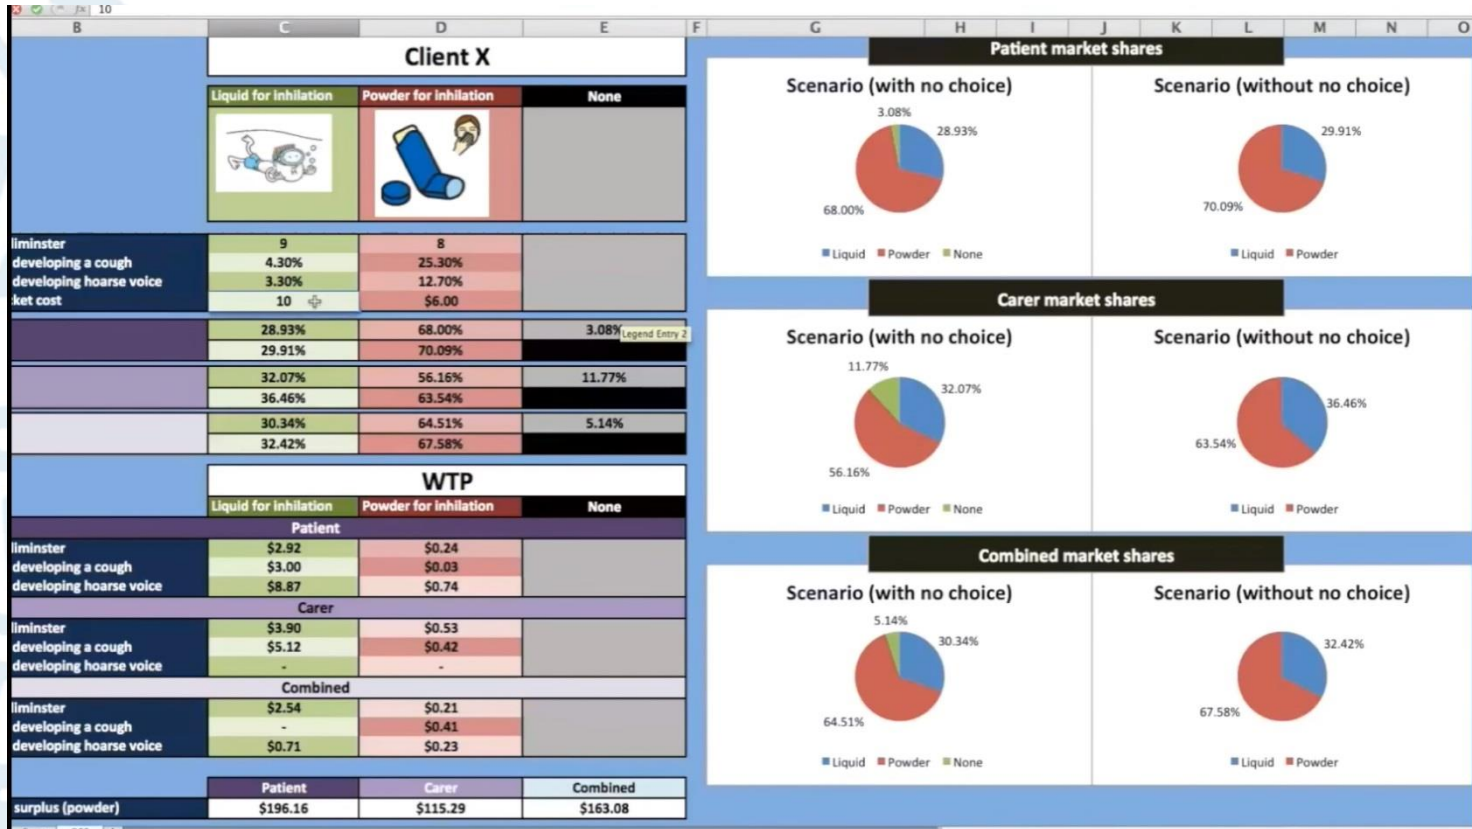 10
B C D E F G H I J K L M N O
Client X
Liquid for inhilation Powder for inhilation None
liminster 9 8
developing a cough 4.30% 25.30%
developing hoarse voice 3.30% 12.70%
ket cost 10 $6.00
28.93% 68.00% 3.08%
Legend Entry 2
29.91% 70.09%
32.07% 56.16% 11.77%
36.46% 63.54%
30.34% 64.51% 5.14%
32.42% 67.58%
WTP
Liquid for inhilation Powder for inhilation None
Patient
liminster $2.92 $0.24
developing a cough $3.00 $0.03
developing hoarse voice $8.87 $0.74
Carer
liminster $3.90 $0.53
developing a cough $5.12 $0.42
developing hoarse voice - -
Combined
liminster $2.54 $0.21
developing a cough - $0.41
developing hoarse voice $0.71 $0.23
Patient Carer Combined
surplus (powder) $196.16 $115.29 $163.08
Patient market shares
Scenario (with no choice)
3.08%
28.93%
68.00%
Liquid Powder None
Scenario (without no choice)
29.91%
70.09%
Liquid Powder
Carer market shares
Scenario (with no choice)
11.77%
32.07%
56.16%
Liquid Powder None
Scenario (without no choice)
36.46%
63.54%
Liquid Powder
Combined market shares
Scenario (with no choice)
5.14%
30.34%
64.51%
Liquid Powder None
Scenario (without no choice)
32.42%
67.58%
Liquid Powder